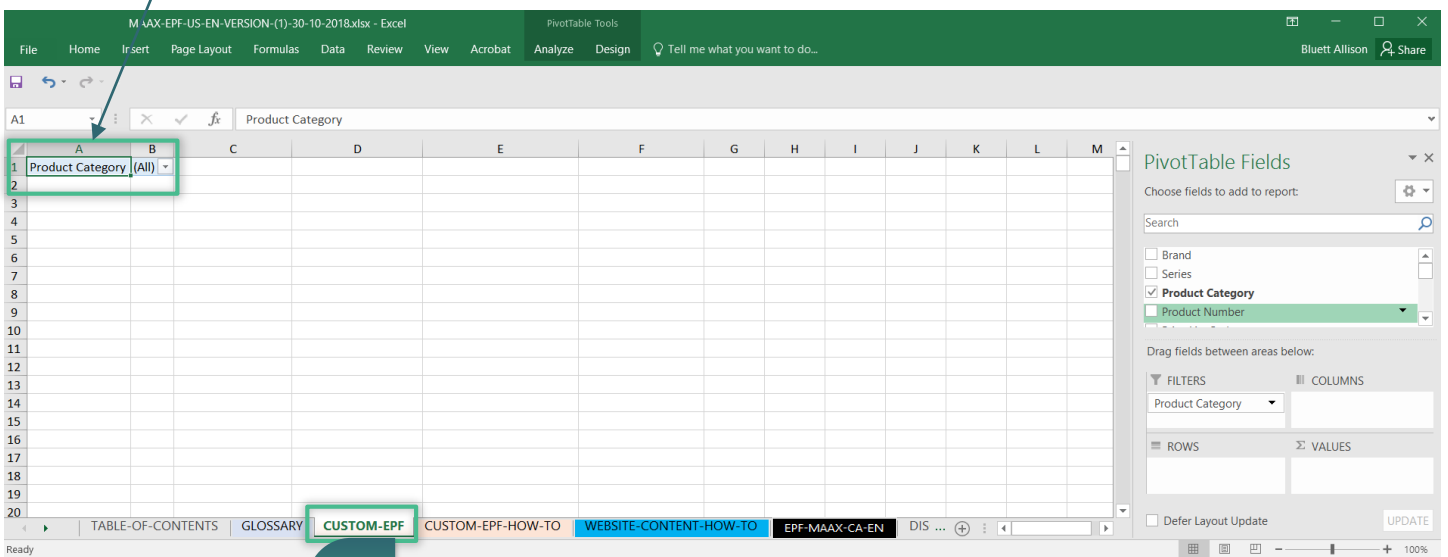 M AAX-EPF-US-EN-VERSION-(1)-30-10-2018.xlsx - Excel PivotTable Tools
File Home Insert Page Layout Formulas Data Review View Acrobat Analyze Design Tell me what you want to do... Bluett Allison Share
A1 fx Product Category
A B C D E F G H I J K L M
1 Product Category (All)
2
3
4
5
6
7
8
9
10
11
12
13
14
15
16
17
18
19
20
PivotTable Fields
Choose fields to add to report:
Search
Brand
Series
Product Category
Product Number
Drag fields between areas below:
FILTERS COLUMNS
Product Category
ROWS Σ VALUES
Defer Layout Update UPDATE
TABLE-OF-CONTENTS GLOSSARY CUSTOM-EPF CUSTOM-EPF-HOW-TO WEBSITE-CONTENT-HOW-TO EPF-MAAX-CA-EN DIS ...
Ready 100%